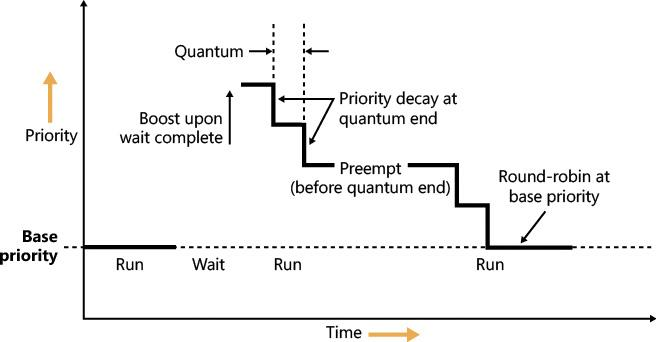 Quantum
Boost upon
wait complete
Priority decay at
quantum end
Priority
Preempt
(before quantum end)
Round-robin at
base priority
Base
priority
Run
Wait
Run
Run
Time